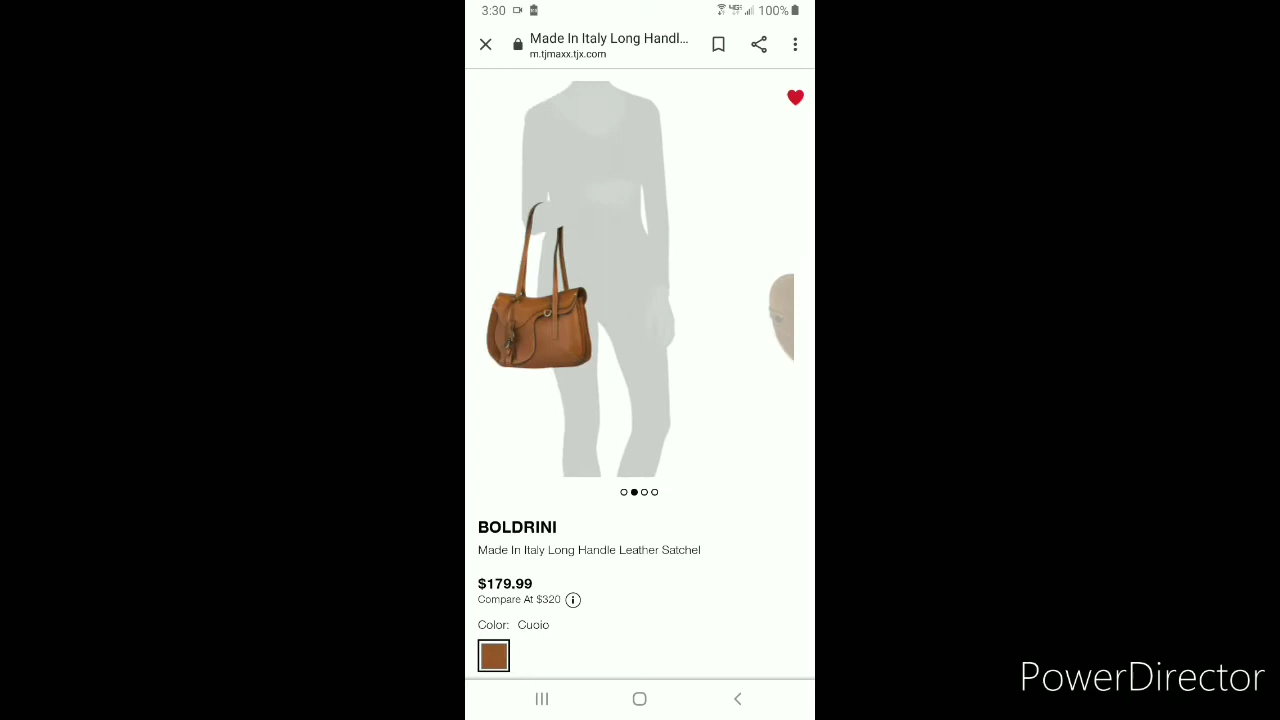 3:30 100%
Made In Italy Long Handl...
m.tjmaxx.tjx.com
BOLDRINI
Made In Italy Long Handle Leather Satchel
$179.99
Compare At $320
Color: Cuoio
PowerDirector